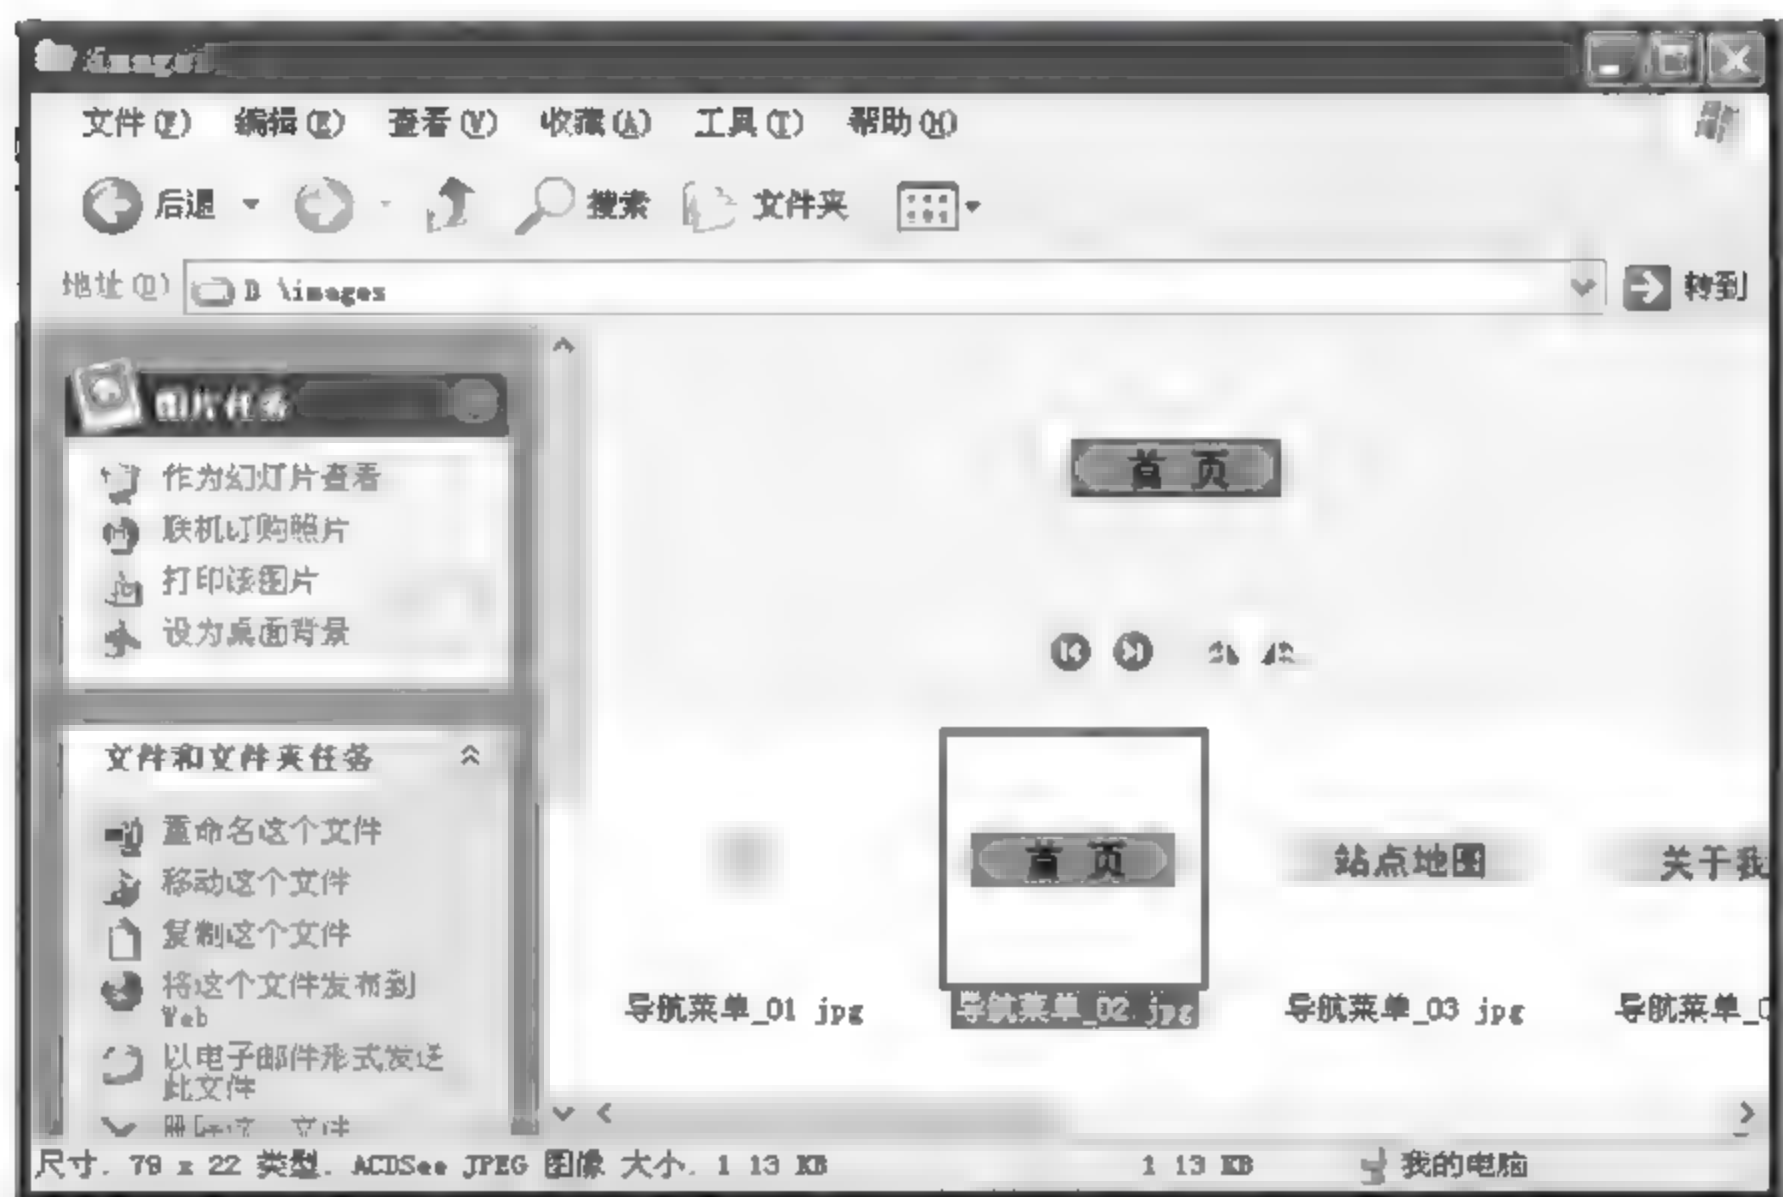 images
文件(F) 编辑(E) 查看(V) 收藏(A) 工具(T) 帮助(H)
后退 搜索 文件夹
地址(D) D \images 转到
图片任务
作为幻灯片查看
联机订购照片
打印该图片
设为桌面背景
文件和文件夹任务
重命名这个文件
移动这个文件
复制这个文件
将这个文件发布到
Web
以电子邮件形式发送
此文件
首 页
首 页 站点地图 关于我
导航菜单_01 jpg 导航菜单_02.jpg 导航菜单_03 jpg 导航菜单_0
尺寸. 78 x 22 类型. ACDSee JPEG 图像 大小. 1 13 KB 1 13 KB 我的电脑